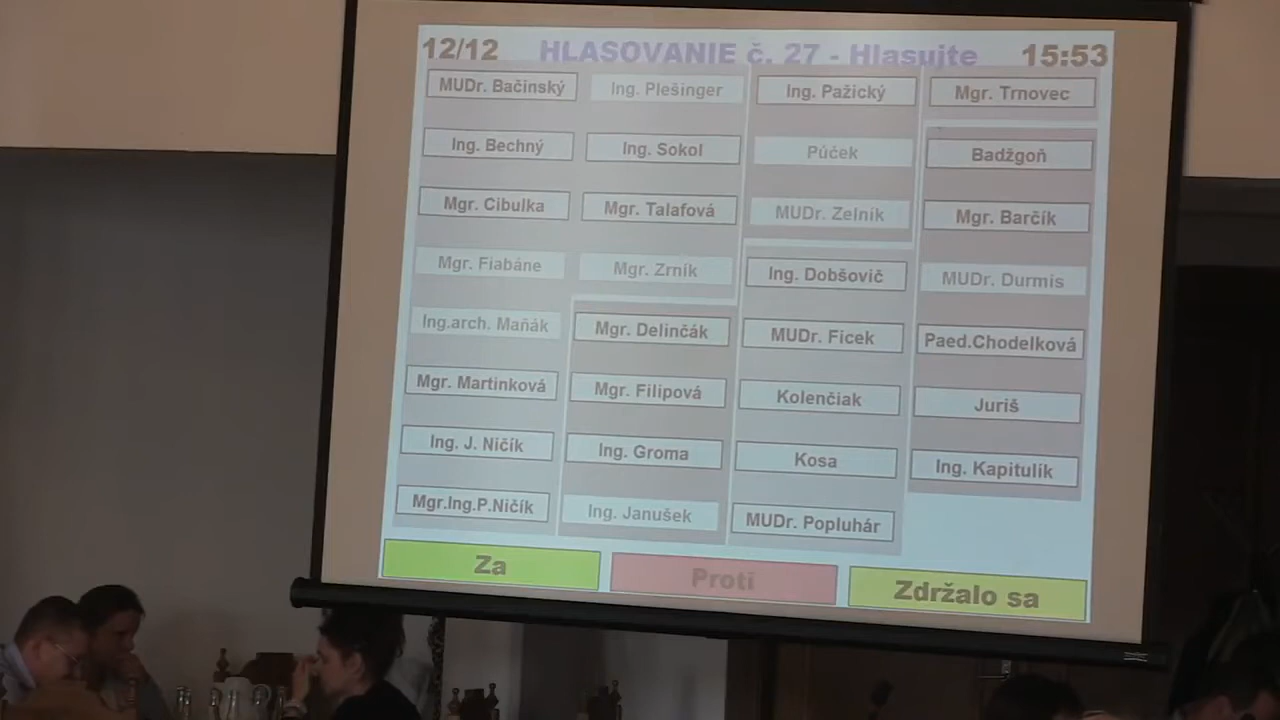 12/12 HLASOVANIE č. 27 - Hlasujte 15:53
MUDr. Bačinský Ing. Plešinger Ing. Pažický Mgr. Trnovec
Ing. Bechný Ing. Sokol Púček Badžgoň
Mgr. Cibulka Mgr. Talafová MUDr. Zelník Mgr. Barčík
Mgr. Fiabáne Mgr. Zrník Ing. Dobšovič MUDr. Durmis
Ing.arch. Maňák Mgr. Delinčák MUDr. Ficek Paed.Chodelková
Mgr. Martinková Mgr. Filipová Kolenčiak Juriš
Ing. J. Ničík Ing. Groma Kosa Ing. Kapitulík
Mgr.Ing.P.Ničík Ing. Janušek MUDr. Popluhár
Za Proti Zdržalo sa